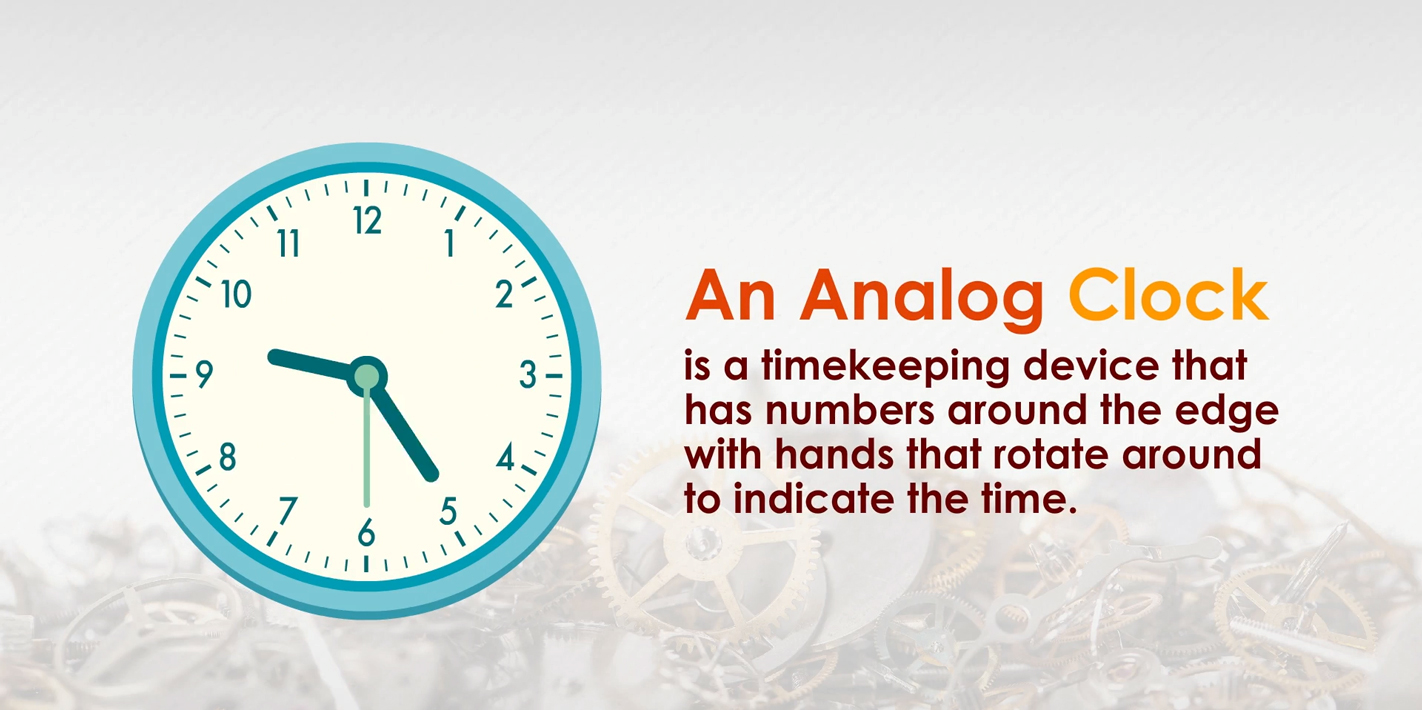 12
11
1
10
2
9
3
8
4
7
5
6
An Analog Clock
is a timekeeping device that
has numbers around the edge
with hands that rotate around
to indicate the time.